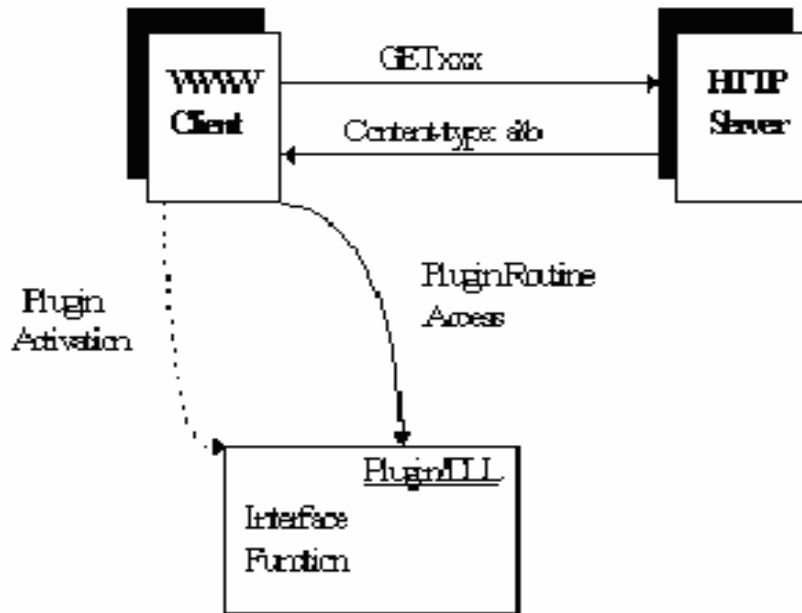 WWW
Client
GET xxx
HTTP
Server
Content-type: a/b
Plugin
Activation
Plugin Routine
Access
Plugin/DLL
Interface
Function